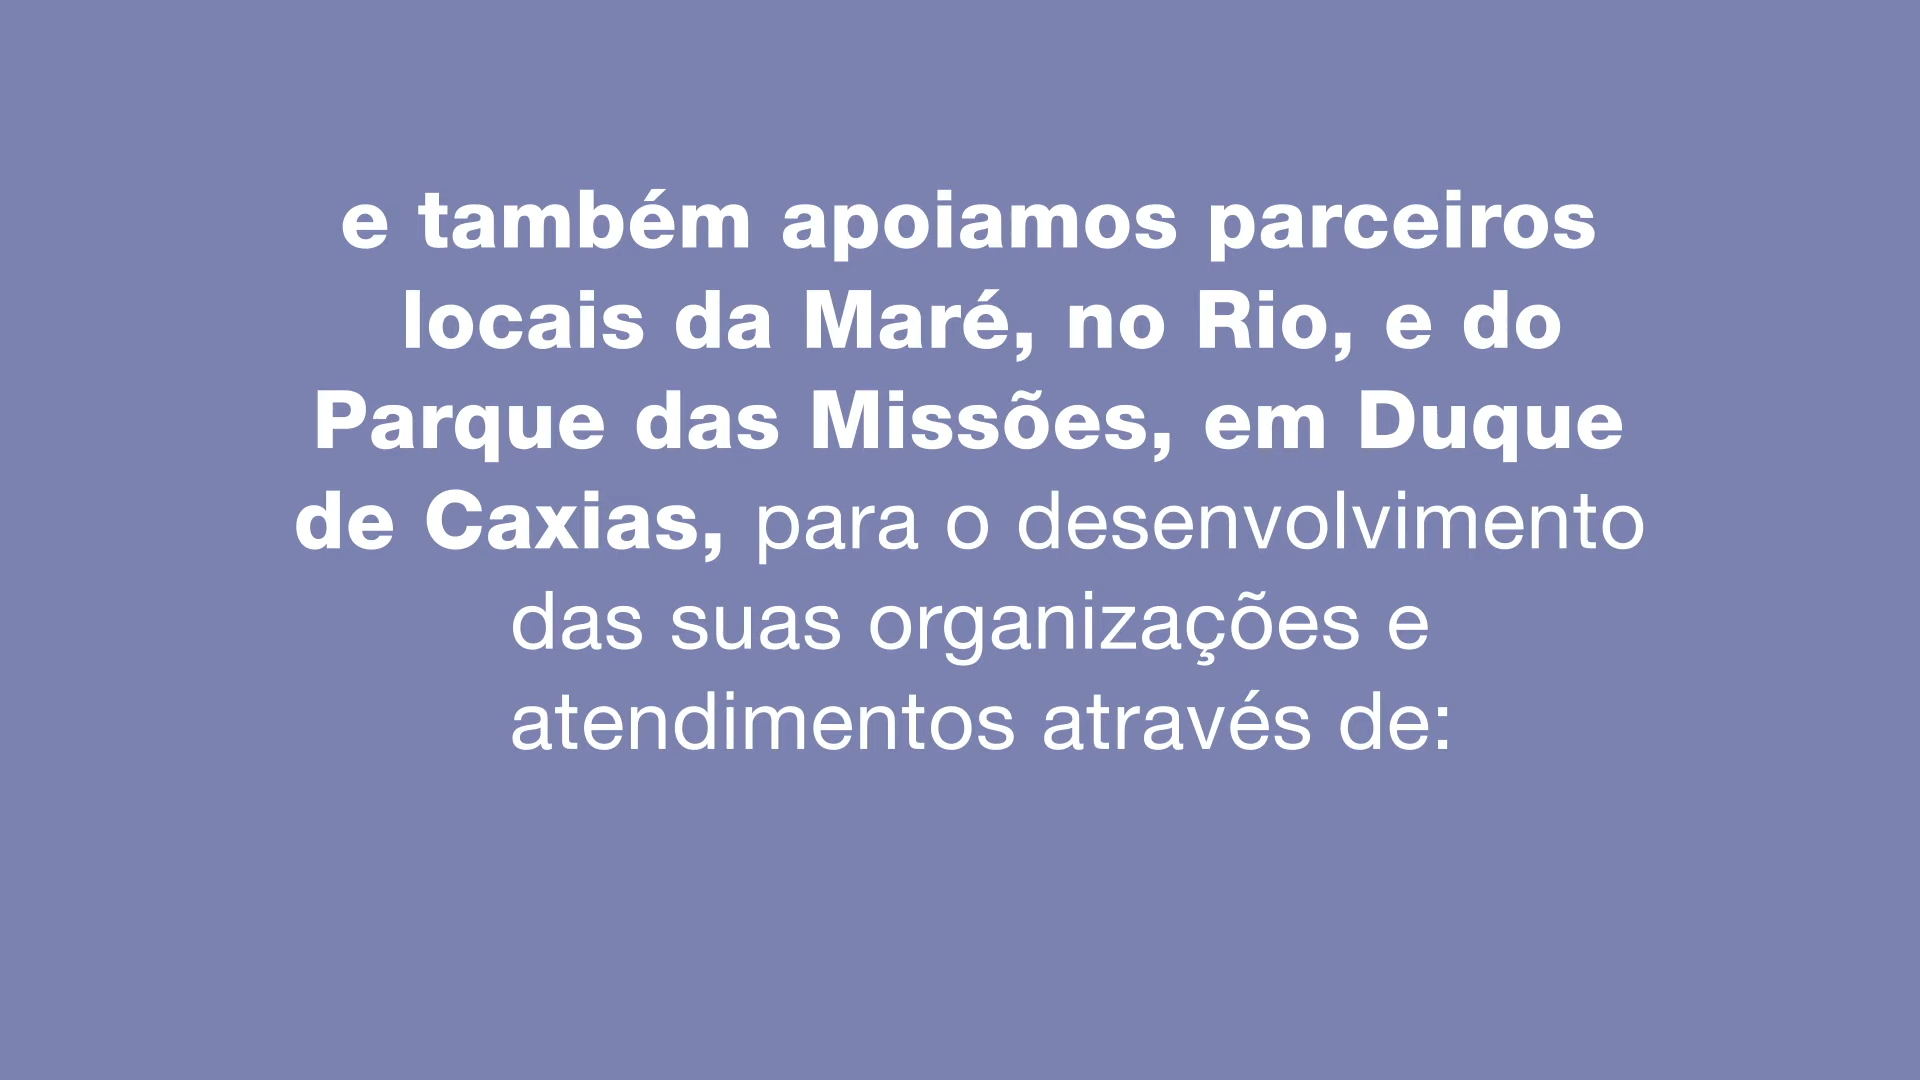 e também apoiamos parceiros
locais da Maré, no Rio, e do
Parque das Missões, em Duque
de Caxias, para o desenvolvimento
das suas organizações e
atendimentos através de: